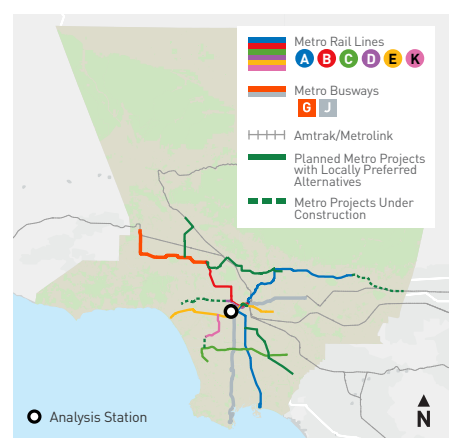 Metro Rail Lines
A B C D E K
Metro Busways
G J
Amtrak/Metrolink
Planned Metro Projects
with Locally Preferred
Alternatives
Metro Projects Under
Construction
Analysis Station
N